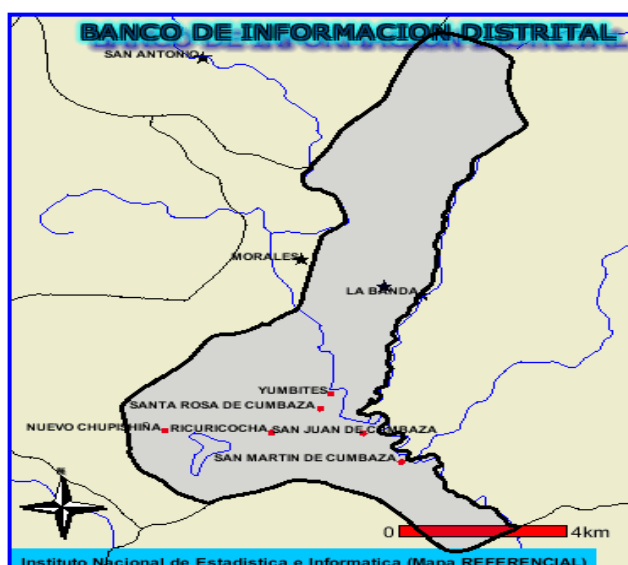 BANCO DE INFORMACION DISTRITAL
SAN ANTONIO
MORALES
LA BANDA
YUMBITES
SANTA ROSA DE CUMBAZA
NUEVO CHUPISHIÑA RICURICOCHA SAN JUAN DE CUMBAZA
SAN MARTIN DE CUMBAZA
N
0 4km
Instituto Nacional de Estadistica e Informatica (Mapa REFERENCIAL)